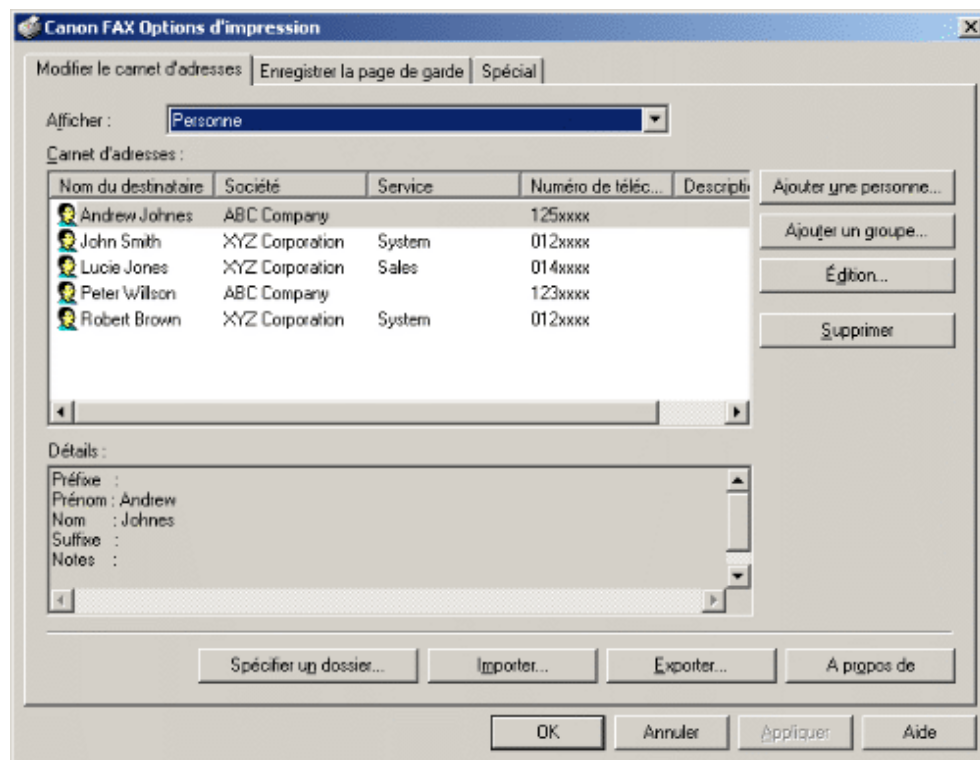 Canon FAX Options d'impression
Modifier le carnet d'adresses Enregistrer la page de garde Spécial
Afficher : Personne
Carnet d'adresses :
Nom du destinataire Société Service Numéro de téléc... Descripti
Andrew Johnes ABC Company 125xxxx
John Smith XYZ Corporation System 012xxxx
Lucie Jones XYZ Corporation Sales 014xxxx
Peter Willson ABC Company 123xxxx
Robert Brown XYZ Corporation System 012xxxx
Ajouter une personne...
Ajouter un groupe...
Édition...
Supprimer
Détails :
Préfixe :
Prénom : Andrew
Nom : Johnes
Suffixe :
Notes :
Spécifier un dossier... Importer... Exporter... A propos de
OK Annuler Appliquer Aide